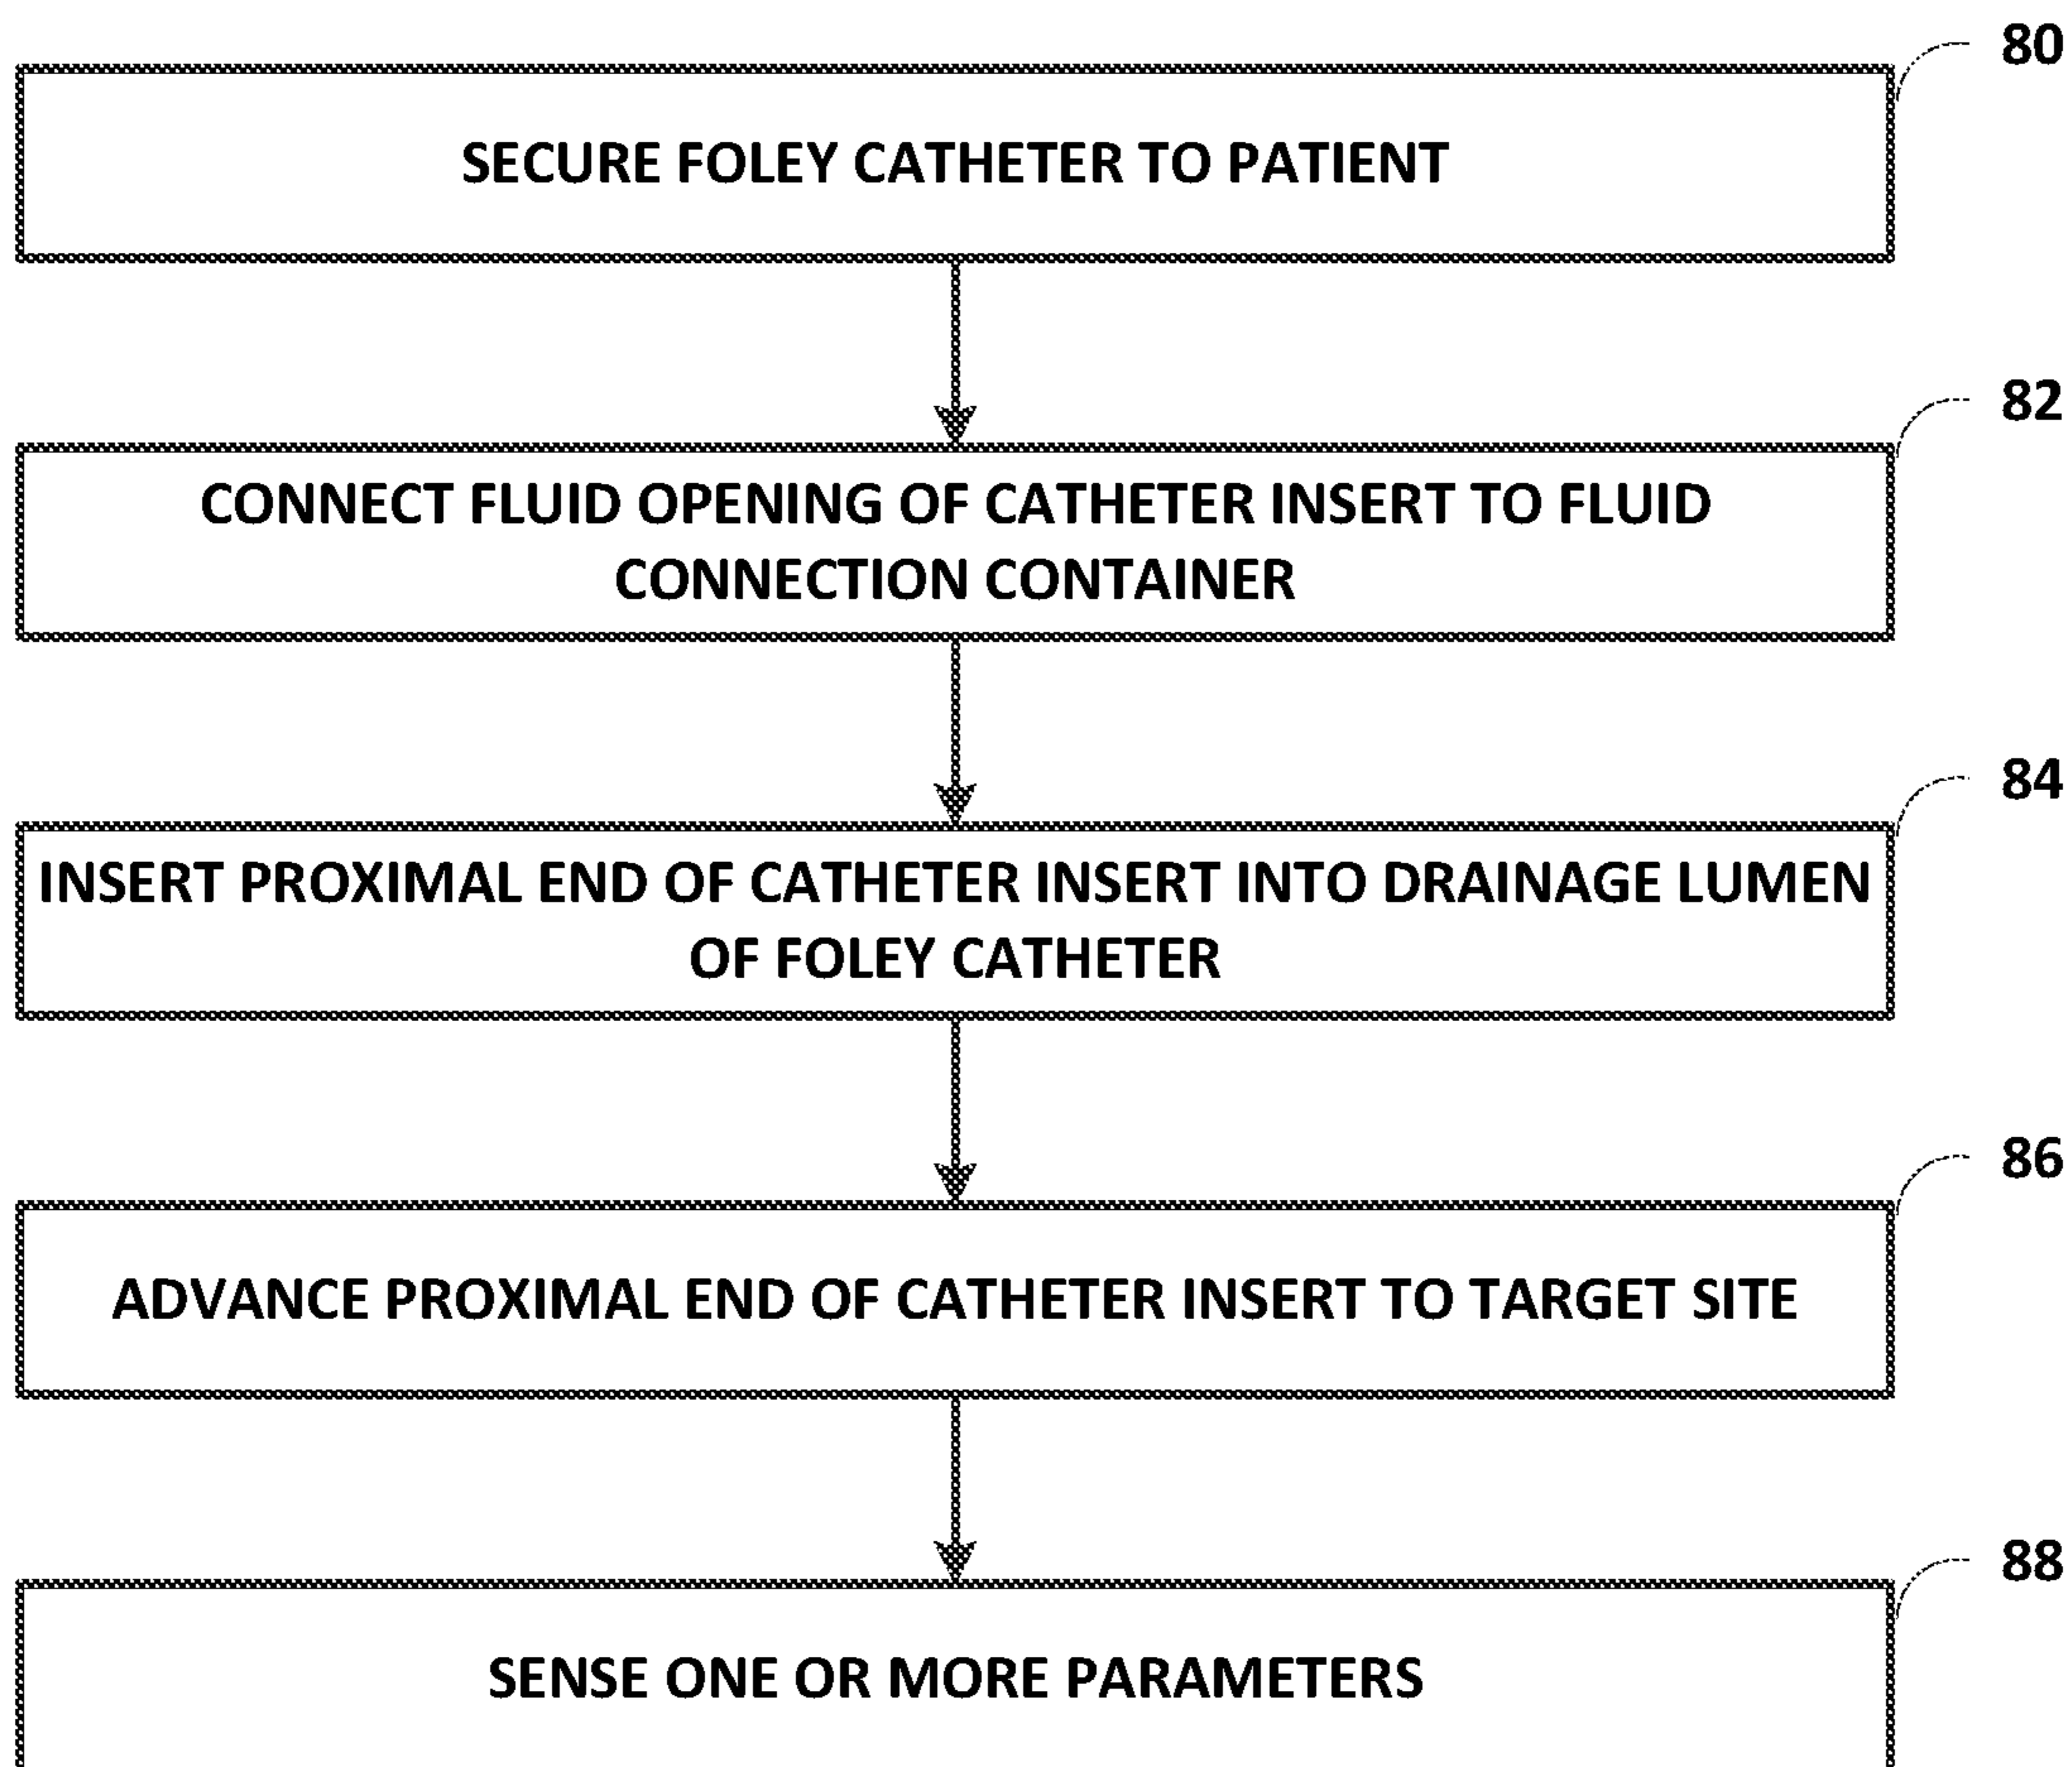 80
SECURE FOLEY CATHETER TO PATIENT
82
CONNECT FLUID OPENING OF CATHETER INSERT TO FLUID
CONNECTION CONTAINER
84
INSERT PROXIMAL END OF CATHETER INSERT INTO DRAINAGE LUMEN
OF FOLEY CATHETER
86
ADVANCE PROXIMAL END OF CATHETER INSERT TO TARGET SITE
88
SENSE ONE OR MORE PARAMETERS